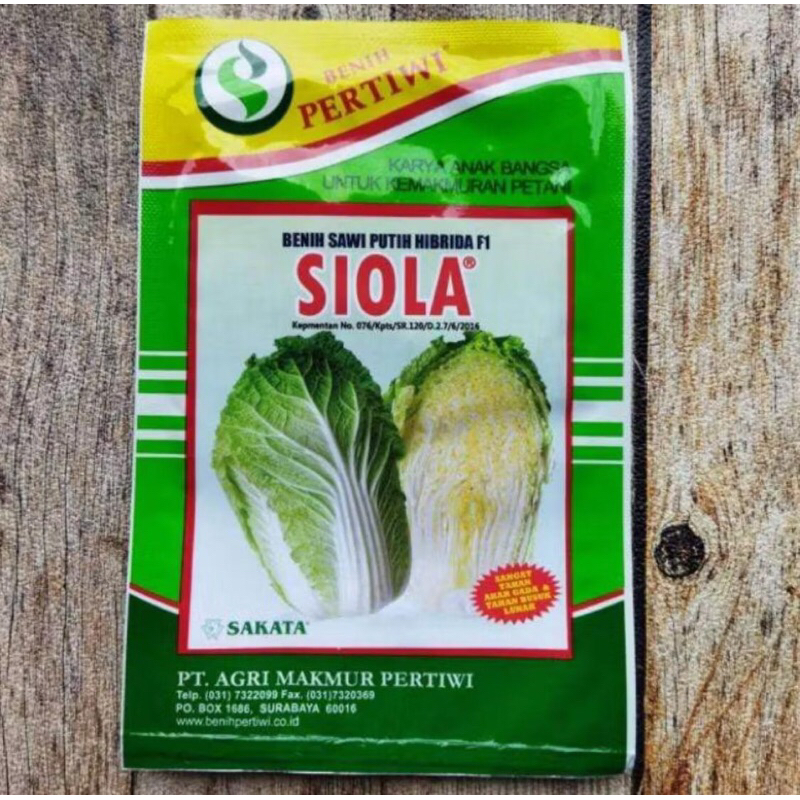 BENIH
PERTIWI
KARYA ANAK BANGSA
UNTUK KEMAKMURAN PETANI
BENIH SAWI PUTIH HIBRIDA F1
SIOLA®
Kepmentan No. 076/Kpts/SR.120/D.2.7/6/2016
SANGAT
TAHAN
AKAR GADA &
TAHAN BUSUK
LUNAK
SAKATA®
PT. AGRI MAKMUR PERTIWI
Telp. (031) 7322099 Fax. (031)7320369
PO. BOX 1686, SURABAYA 60016
www.benihpertiwi.co.id